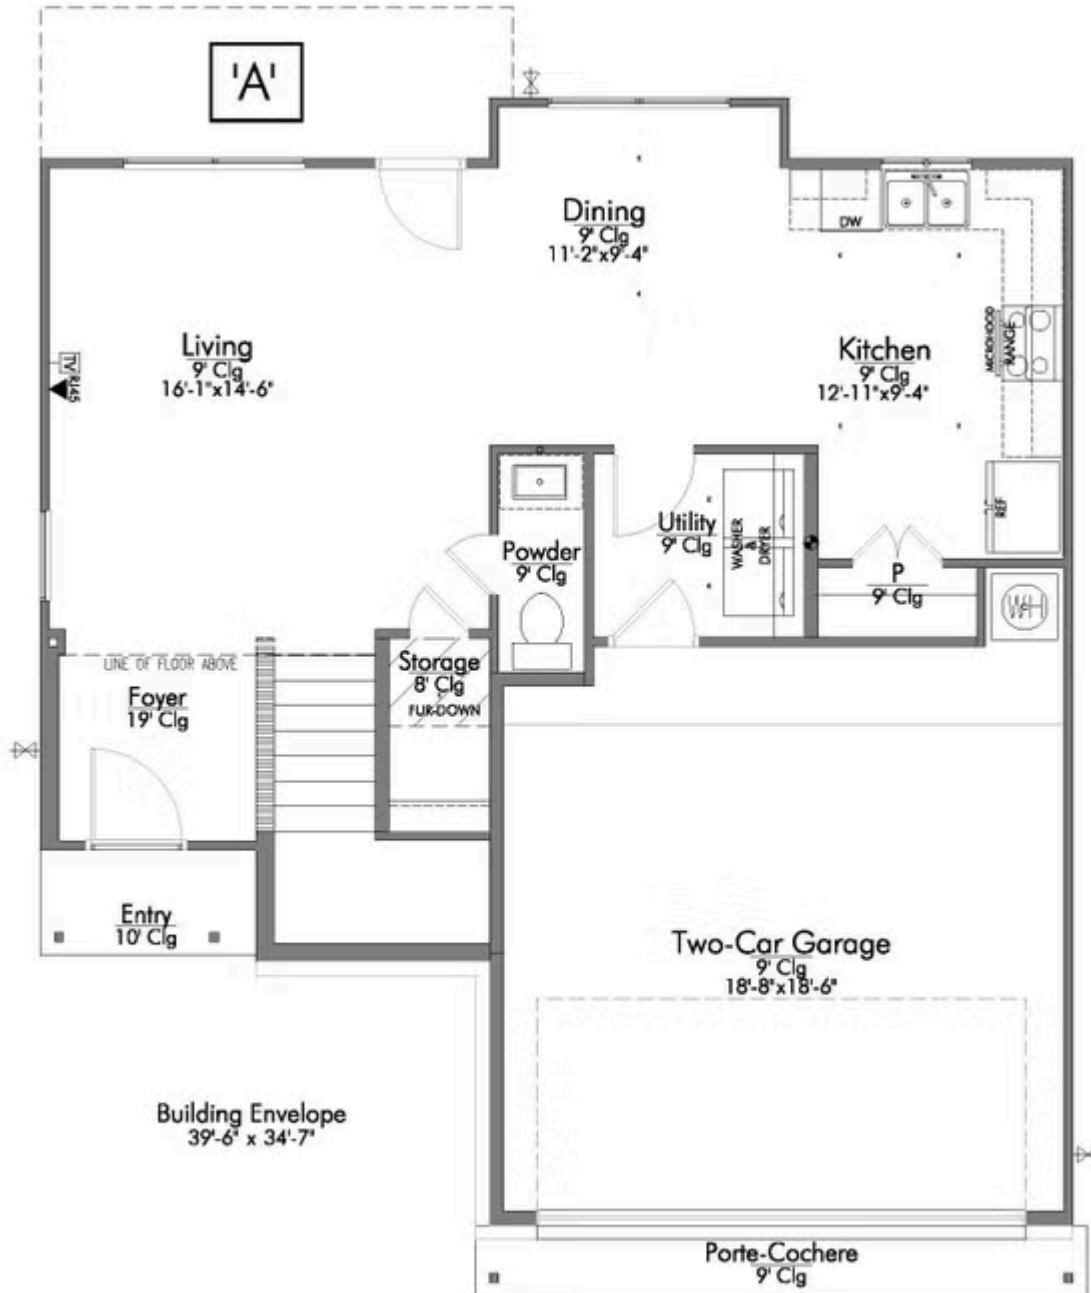 'A'
Dining
9' Clg
11'-2"x9'-4"
DW
Living
9' Clg
16'-1"x14'-6"
TV
RJ45
Kitchen
9' Clg
12'-11"x9'-4"
MICROHOOD
RANGE
REF
Utility
9' Clg
WASHER
&
DRYER
Powder
9' Clg
P
9' Clg
WH
LINE OF FLOOR ABOVE
Storage
8' Clg
FUR-DOWN
Foyer
19' Clg
Entry
10' Clg
Two-Car Garage
9' Clg
18'-8"x18'-6"
Building Envelope
39'-6" x 34'-7"
Porte-Cochere
9' Clg